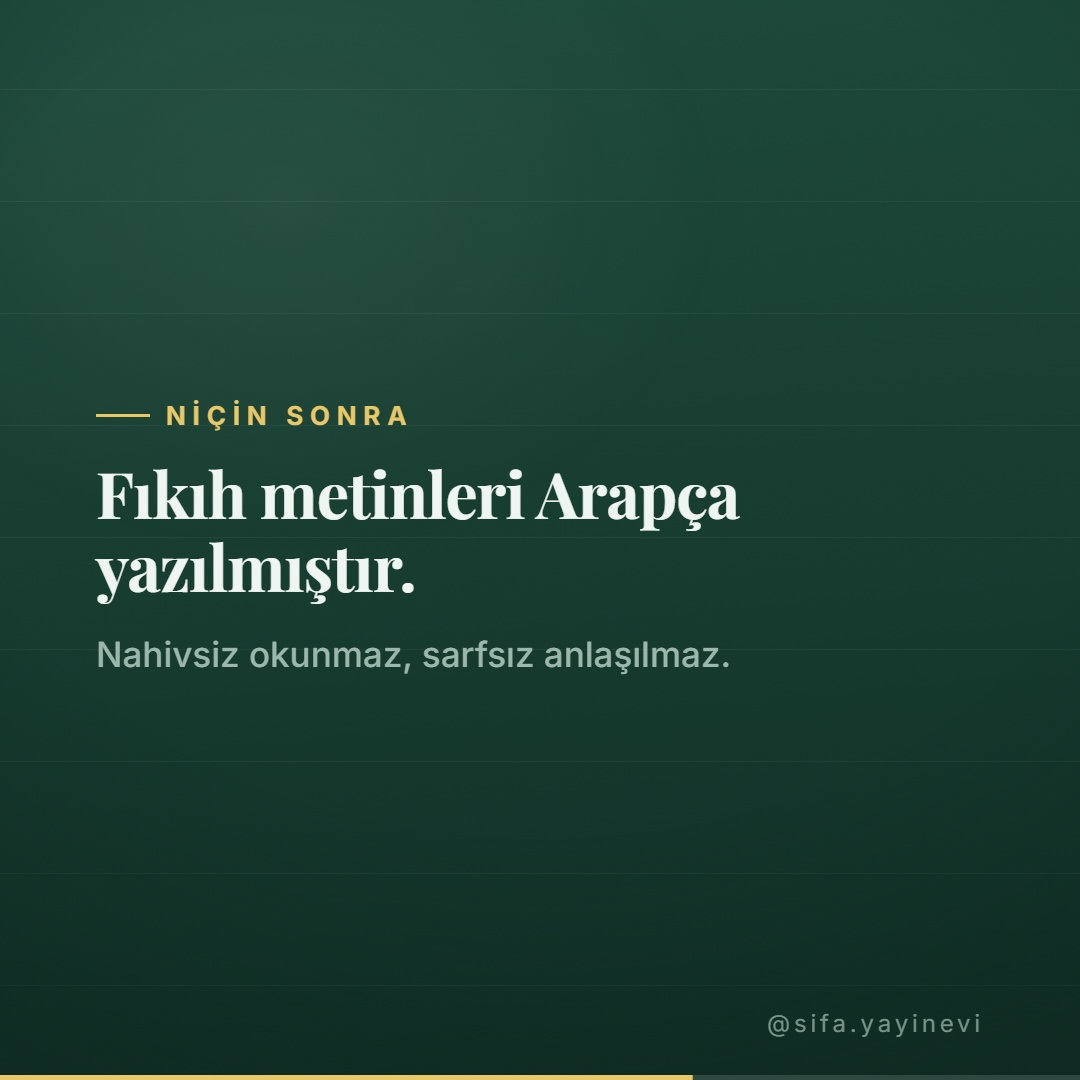 NİÇİN SONRA
Fıkıh metinleri Arapça
yazılmıştır.
Nahivsiz okunmaz, sarfsız anlaşılmaz.
@sifa.yayinevi